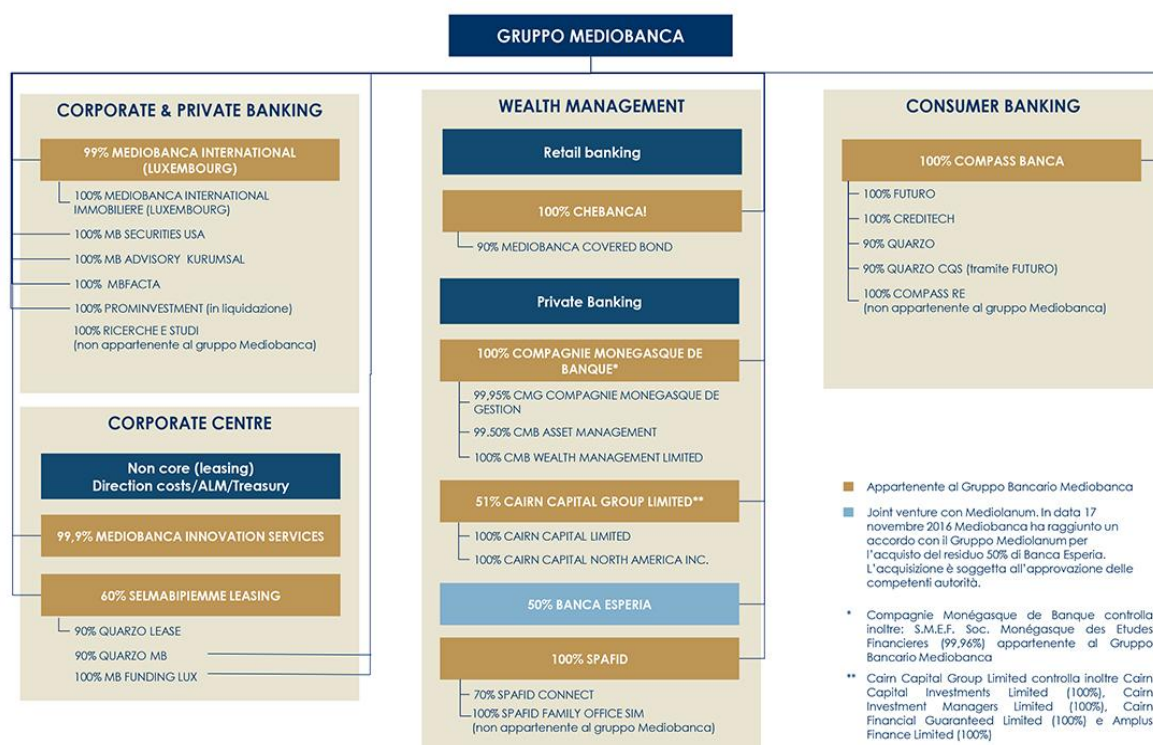 GRUPPO MEDIOBANCA
CORPORATE & PRIVATE BANKING
99% MEDIOBANCA INTERNATIONAL
(LUXEMBOURG)
100% MEDIOBANCA INTERNATIONAL
IMMOBILIERE (LUXEMBOURG)
100% MB SECURITIES USA
100% MB ADVISORY KURUMSAL
100% MBFACTA
100% PROMINVESTMENT (in liquidazione)
100% RICERCHE E STUDI
(non appartenente al gruppo Mediobanca)
CORPORATE CENTRE
Non core (leasing)
Direction costs/ALM/Treasury
99,9% MEDIOBANCA INNOVATION SERVICES
60% SELMABIPIEMME LEASING
90% QUARZO LEASE
90% QUARZO MB
100% MB FUNDING LUX
WEALTH MANAGEMENT
Retail banking
100% CHEBANCA!
90% MEDIOBANCA COVERED BOND
Private Banking
100% COMPAGNIE MONEGASQUE DE
BANQUE*
99,95% CMG COMPAGNIE MONEGASQUE DE
GESTION
99.50% CMB ASSET MANAGEMENT
100% CMB WEALTH MANAGEMENT LIMITED
51% CAIRN CAPITAL GROUP LIMITED**
100% CAIRN CAPITAL LIMITED
100% CAIRN CAPITAL NORTH AMERICA INC.
50% BANCA ESPERIA
100% SPAFID
70% SPAFID CONNECT
100% SPAFID FAMILY OFFICE SIM
(non appartenente al gruppo Mediobanca)
CONSUMER BANKING
100% COMPASS BANCA
100% FUTURO
100% CREDITECH
90% QUARZO
90% QUARZO CQS (tramite FUTURO)
100% COMPASS RE
(non appartenente al gruppo Mediobanca)
Appartenente al Gruppo Bancario Mediobanca
Joint venture con Mediolanum. In data 17
novembre 2016 Mediobanca ha raggiunto un
accordo con il Gruppo Mediolanum per
l'acquisto del residuo 50% di Banca Esperia.
L'acquisizione è soggetta all'approvazione delle
competenti autorità.
* Compagnie Monégasque de Banque controlla
inoltre: S.M.E.F. Soc. Monégasque des Etudes
Financieres (99,96%) appartenente al Gruppo
Bancario Mediobanca
** Cairn Capital Group Limited controlla inoltre Cairn
Capital Investments Limited (100%), Cairn
Investment Managers Limited (100%), Cairn
Financial Guaranteed Limited (100%) e Amplus
Finance Limited (100%)